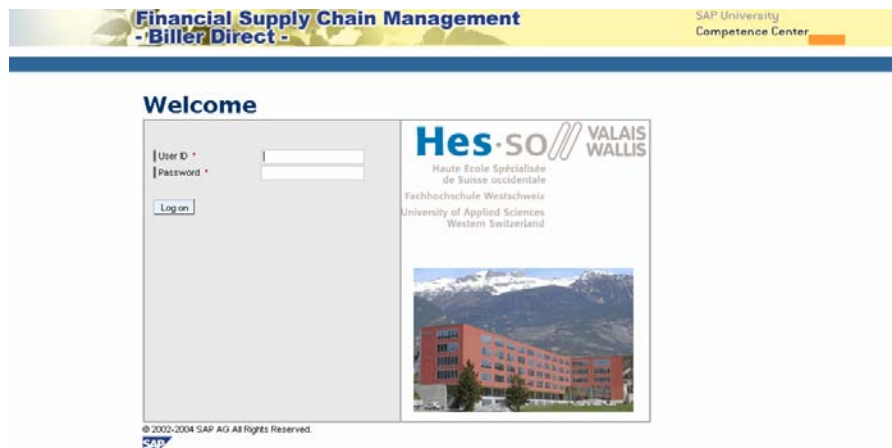 Financial Supply Chain Management
- Biller Direct -
SAP University
Competence Center
Welcome
User ID *
Password *
Log on
Hes·so// VALAIS
WALLIS
Haute Ecole Spécialisée
de Suisse occidentale
Fachhochschule Westschweiz
University of Applied Sciences
Western Switzerland
© 2002-2004 SAP AG All Rights Reserved.
SAP